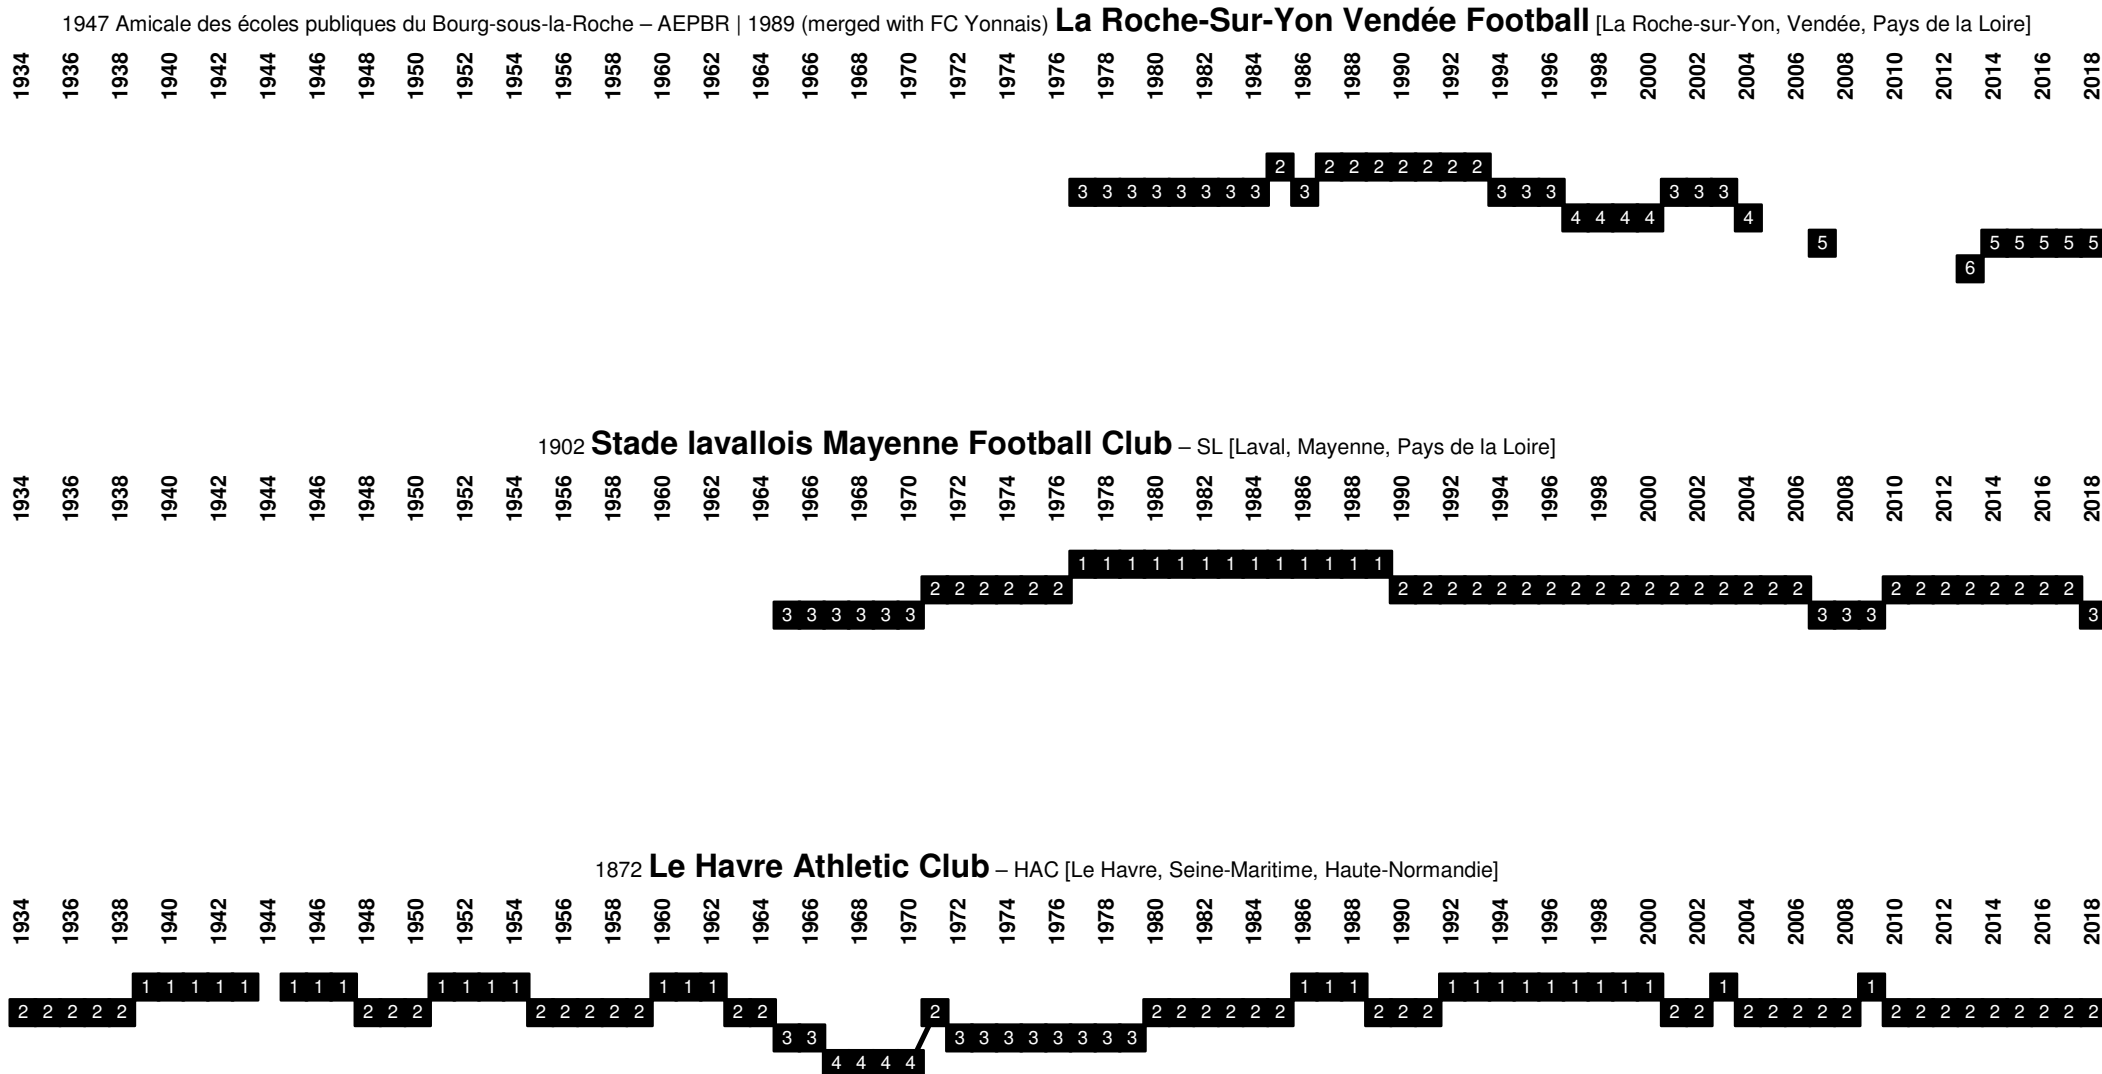 1947 Amicale des écoles publiques du Bourg-sous-la-Roche – AEPBR | 1989 (merged with FC Yonnais) La Roche-Sur-Yon Vendée Football [La Roche-sur-Yon, Vendée, Pays de la Loire]
1934 1936 1938 1940 1942 1944 1946 1948 1950 1952 1954 1956 1958 1960 1962 1964 1966 1968 1970 1972 1974 1976 1978 1980 1982 1984 1986 1988 1990 1992 1994 1996 1998 2000 2002 2004 2006 2008 2010 2012 2014 2016 2018
2 2 2 2 2 2 2 2
3 3 3 3 3 3 3 3 3 3 3 3 3 3 3
4 4 4 4 4
5 5 5 5 5 5
6
1902 Stade lavallois Mayenne Football Club – SL [Laval, Mayenne, Pays de la Loire]
1934 1936 1938 1940 1942 1944 1946 1948 1950 1952 1954 1956 1958 1960 1962 1964 1966 1968 1970 1972 1974 1976 1978 1980 1982 1984 1986 1988 1990 1992 1994 1996 1998 2000 2002 2004 2006 2008 2010 2012 2014 2016 2018
1 1 1 1 1 1 1 1 1 1 1 1 1
2 2 2 2 2 2 2 2 2 2 2 2 2 2 2 2 2 2 2 2 2 2 2 2 2 2 2 2 2 2 2
3 3 3 3 3 3 3 3 3 3
1872 Le Havre Athletic Club – HAC [Le Havre, Seine-Maritime, Haute-Normandie]
1934 1936 1938 1940 1942 1944 1946 1948 1950 1952 1954 1956 1958 1960 1962 1964 1966 1968 1970 1972 1974 1976 1978 1980 1982 1984 1986 1988 1990 1992 1994 1996 1998 2000 2002 2004 2006 2008 2010 2012 2014 2016 2018
1 1 1 1 1 1 1 1 1 1 1 1 1 1 1 1 1 1 1 1 1 1 1 1 1 1 1 1 1
2 2 2 2 2 2 2 2 2 2 2 2 2 2 2 2 2 2 2 2 2 2 2 2 2 2 2 2 2 2 2 2 2 2 2 2 2 2 2 2 2
3 3 3 3 3 3 3 3 3 3
4 4 4 4